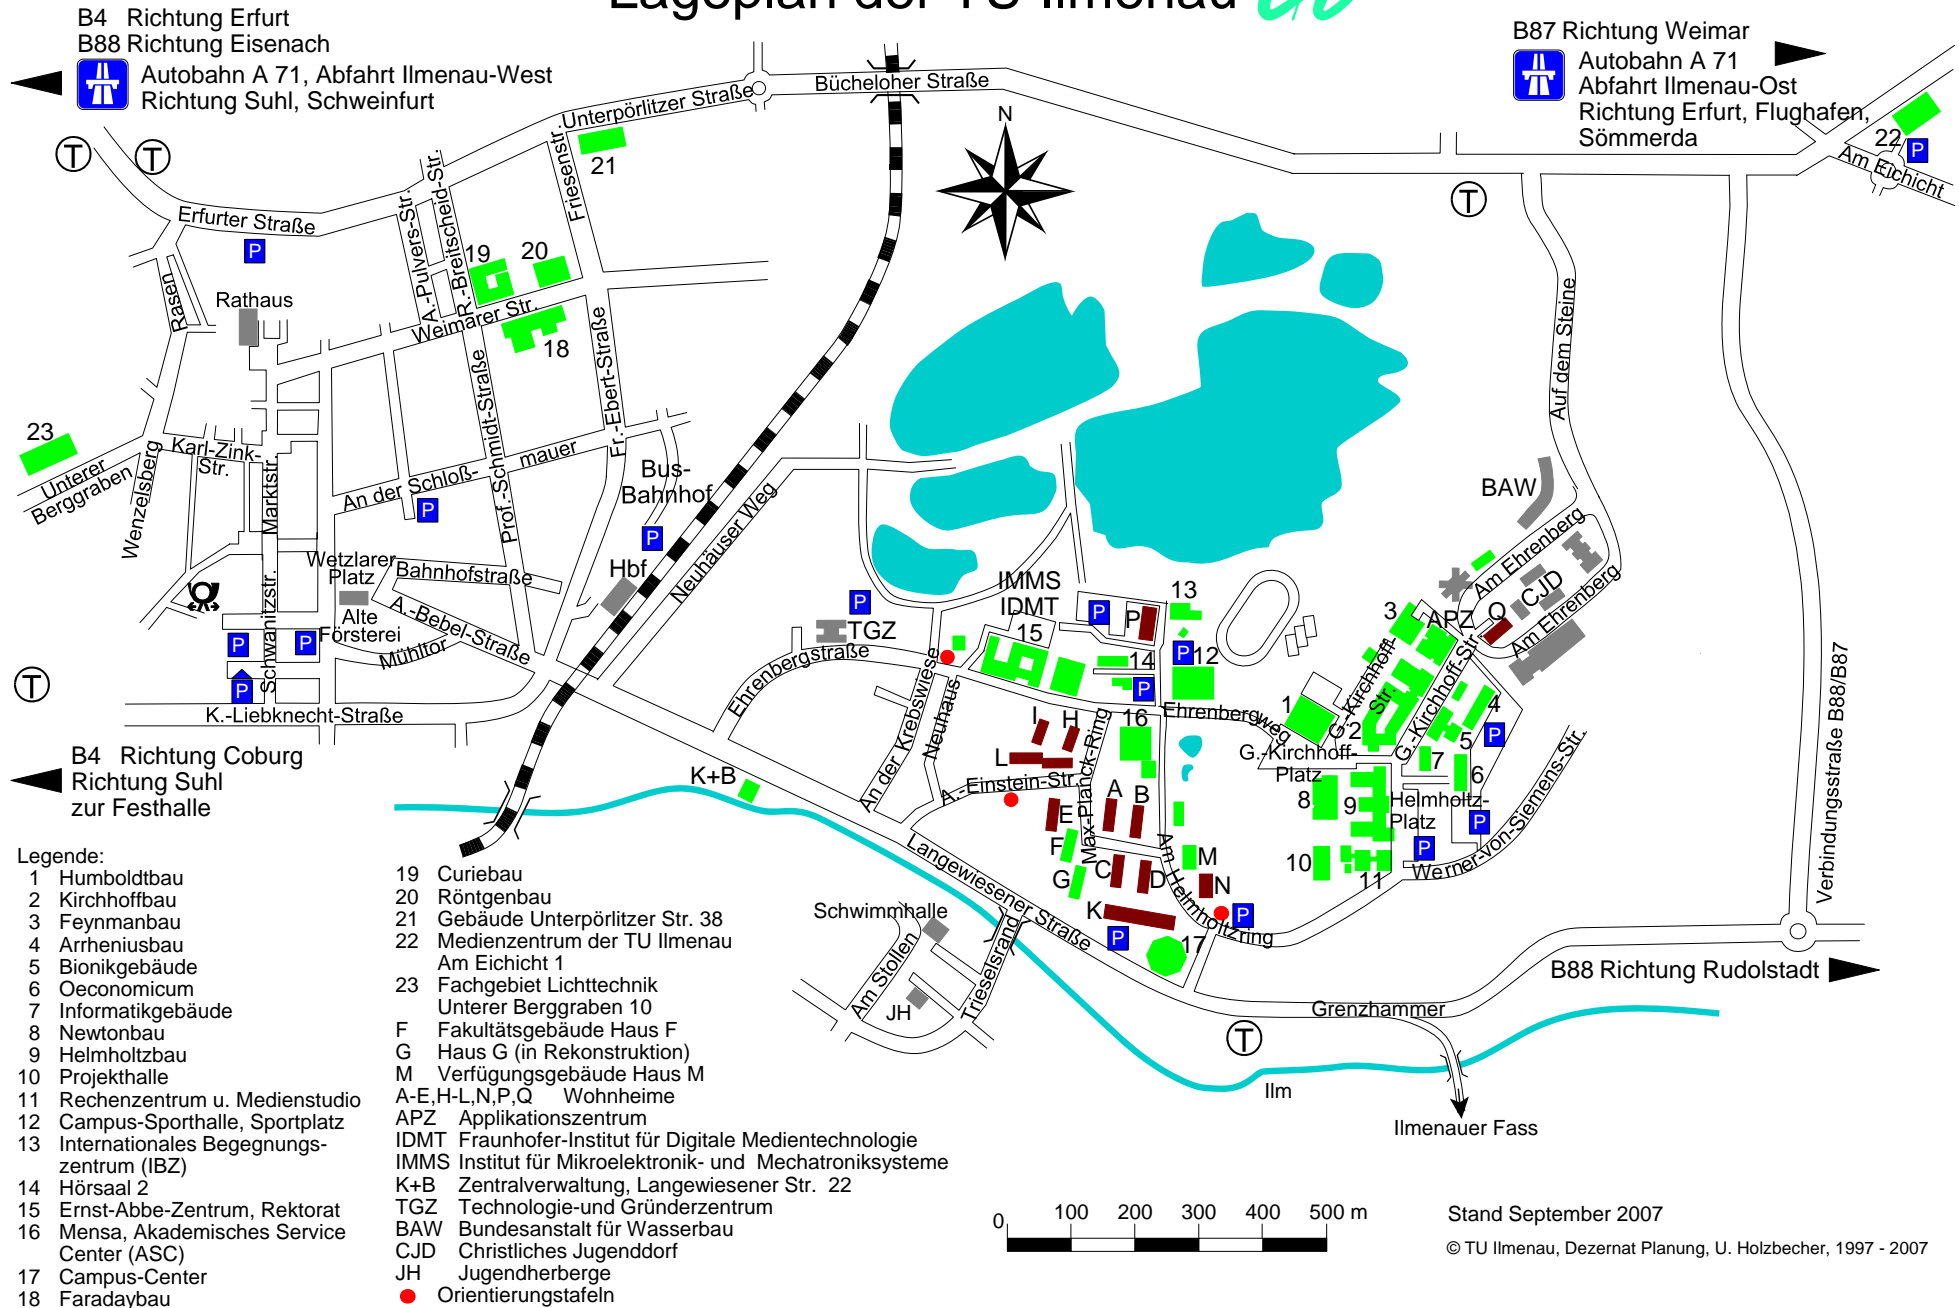 Lageplan der TU Ilmenau
B4 Richtung Erfurt
B88 Richtung Eisenach
Autobahn A 71, Abfahrt Ilmenau-West
Richtung Suhl, Schweinfurt
B87 Richtung Weimar
Autobahn A 71
Abfahrt Ilmenau-Ost
Richtung Erfurt, Flughafen,
Sömmerda
T
T
T
T
T
N
Bücheloher Straße
Unterpörlitzer Straße
Friesenstr.
21
22
P
Am Eichicht
Erfurter Straße
P
A.-Pulvers-Str.
R.-Breitscheid-Str.
19
20
18
Weimarer Str.
Rasen
Rathaus
Fr.-Ebert-Straße
Prof.-Schmidt-Straße
Auf dem Steine
23
Unterer
Berggraben
Wenzelsberg
Karl-Zink-
Str.
Marktstr.
An der Schloß-
mauer
P
Bus-
Bahnhof
P
Neuhäuser Weg
Hbf
BAW
Wetzlarer
Platz
Bahnhofstraße
A.-Bebel-Straße
Alte
Försterei
Mühltor
Schwanitzstr.
P
P
P
K.-Liebknecht-Straße
IMMS
IDMT
P
P
P
13
15
14
P
P
12
TGZ
Ehrenbergstraße
An der Krebswiese
Neuhaus
Ehrenberg
weg
Am Ehrenberg
Am Ehrenberg
CJD
Q
APZ
3
G.-Kirchhoff-
Str.
G.-Kirchhoff-Str.
1
2
4
5
6
7
P
G.-Kirchhoff-
Platz
8
9
10
11
Helmholtz-
Platz
P
P
Werner-von-Siemens-Str.
Verbindungsstraße B88/B87
I
H
L
16
A.-Einstein-Str.
Max-Planck-Ring
A
B
E
F
G
C
D
K
M
N
P
P
17
Am Helmholtzring
K+B
Langewiesener Straße
Schwimmhalle
Am Stollen
JH
Trieselsrand
B4 Richtung Coburg
Richtung Suhl
zur Festhalle
B88 Richtung Rudolstadt
Grenzhammer
Ilm
Ilmenauer Fass
Legende:
1 Humboldtbau
2 Kirchhoffbau
3 Feynmanbau
4 Arrheniusbau
5 Bionikgebäude
6 Oeconomicum
7 Informatikgebäude
8 Newtonbau
9 Helmholtzbau
10 Projekthalle
11 Rechenzentrum u. Medienstudio
12 Campus-Sporthalle, Sportplatz
13 Internationales Begegnungs-
zentrum (IBZ)
14 Hörsaal 2
15 Ernst-Abbe-Zentrum, Rektorat
16 Mensa, Akademisches Service
Center (ASC)
17 Campus-Center
18 Faradaybau
19 Curiebau
20 Röntgenbau
21 Gebäude Unterpörlitzer Str. 38
22 Medienzentrum der TU Ilmenau
Am Eichicht 1
23 Fachgebiet Lichttechnik
Unterer Berggraben 10
F Fakultätsgebäude Haus F
G Haus G (in Rekonstruktion)
M Verfügungsgebäude Haus M
A-E,H-L,N,P,Q Wohnheime
APZ Applikationszentrum
IDMT Fraunhofer-Institut für Digitale Medientechnologie
IMMS Institut für Mikroelektronik- und Mechatroniksysteme
K+B Zentralverwaltung, Langewiesener Str. 22
TGZ Technologie-und Gründerzentrum
BAW Bundesanstalt für Wasserbau
CJD Christliches Jugenddorf
JH Jugendherberge
Orientierungstafeln
0 100 200 300 400 500 m
Stand September 2007
© TU Ilmenau, Dezernat Planung, U. Holzbecher, 1997 - 2007